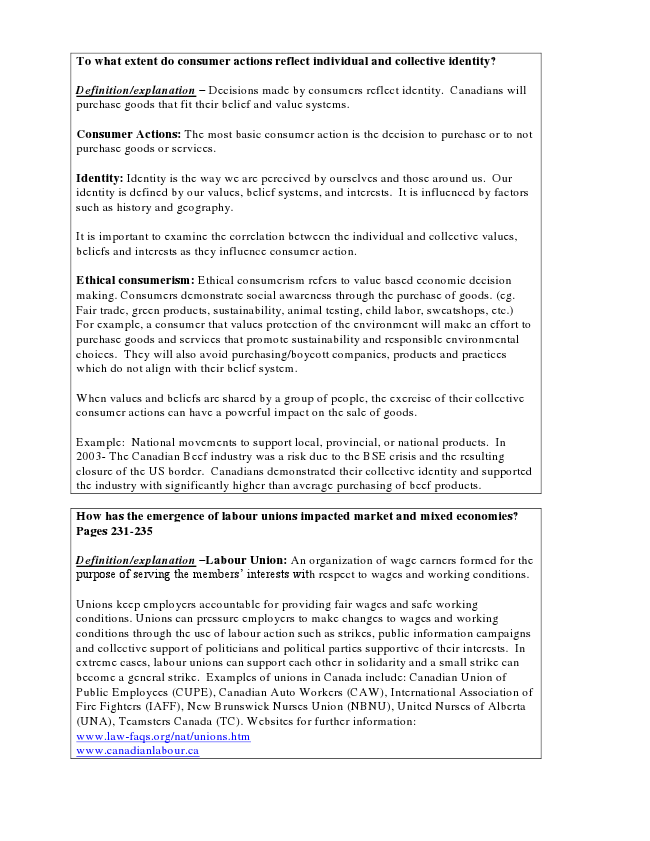 To what extent do consumer actions reflect individual and collective identity?
Definition/explanation – Decisions made by consumers reflect identity. Canadians will
purchase goods that fit their belief and value systems.
Consumer Actions: The most basic consumer action is the decision to purchase or to not
purchase goods or services.
Identity: Identity is the way we are perceived by ourselves and those around us. Our
identity is defined by our values, belief systems, and interests. It is influenced by factors
such as history and geography.
It is important to examine the correlation between the individual and collective values,
beliefs and interests as they influence consumer action.
Ethical consumerism: Ethical consumerism refers to value based economic decision
making. Consumers demonstrate social awareness through the purchase of goods. (eg.
Fair trade, green products, sustainability, animal testing, child labor, sweatshops, etc.)
For example, a consumer that values protection of the environment will make an effort to
purchase goods and services that promote sustainability and responsible environmental
choices. They will also avoid purchasing/boycott companies, products and practices
which do not align with their belief system.
When values and beliefs are shared by a group of people, the exercise of their collective
consumer actions can have a powerful impact on the sale of goods.
Example: National movements to support local, provincial, or national products. In
2003- The Canadian Beef industry was a risk due to the BSE crisis and the resulting
closure of the US border. Canadians demonstrated their collective identity and supported
the industry with significantly higher than average purchasing of beef products.
How has the emergence of labour unions impacted market and mixed economies?
Pages 231-235
Definition/explanation –Labour Union: An organization of wage earners formed for the
purpose of serving the members’ interests with respect to wages and working conditions.
Unions keep employers accountable for providing fair wages and safe working
conditions. Unions can pressure employers to make changes to wages and working
conditions through the use of labour action such as strikes, public information campaigns
and collective support of politicians and political parties supportive of their interests. In
extreme cases, labour unions can support each other in solidarity and a small strike can
become a general strike. Examples of unions in Canada include: Canadian Union of
Public Employees (CUPE), Canadian Auto Workers (CAW), International Association of
Fire Fighters (IAFF), New Brunswick Nurses Union (NBNU), United Nurses of Alberta
(UNA), Teamsters Canada (TC). Websites for further information:
www.law-faqs.org/nat/unions.htm
www.canadianlabour.ca